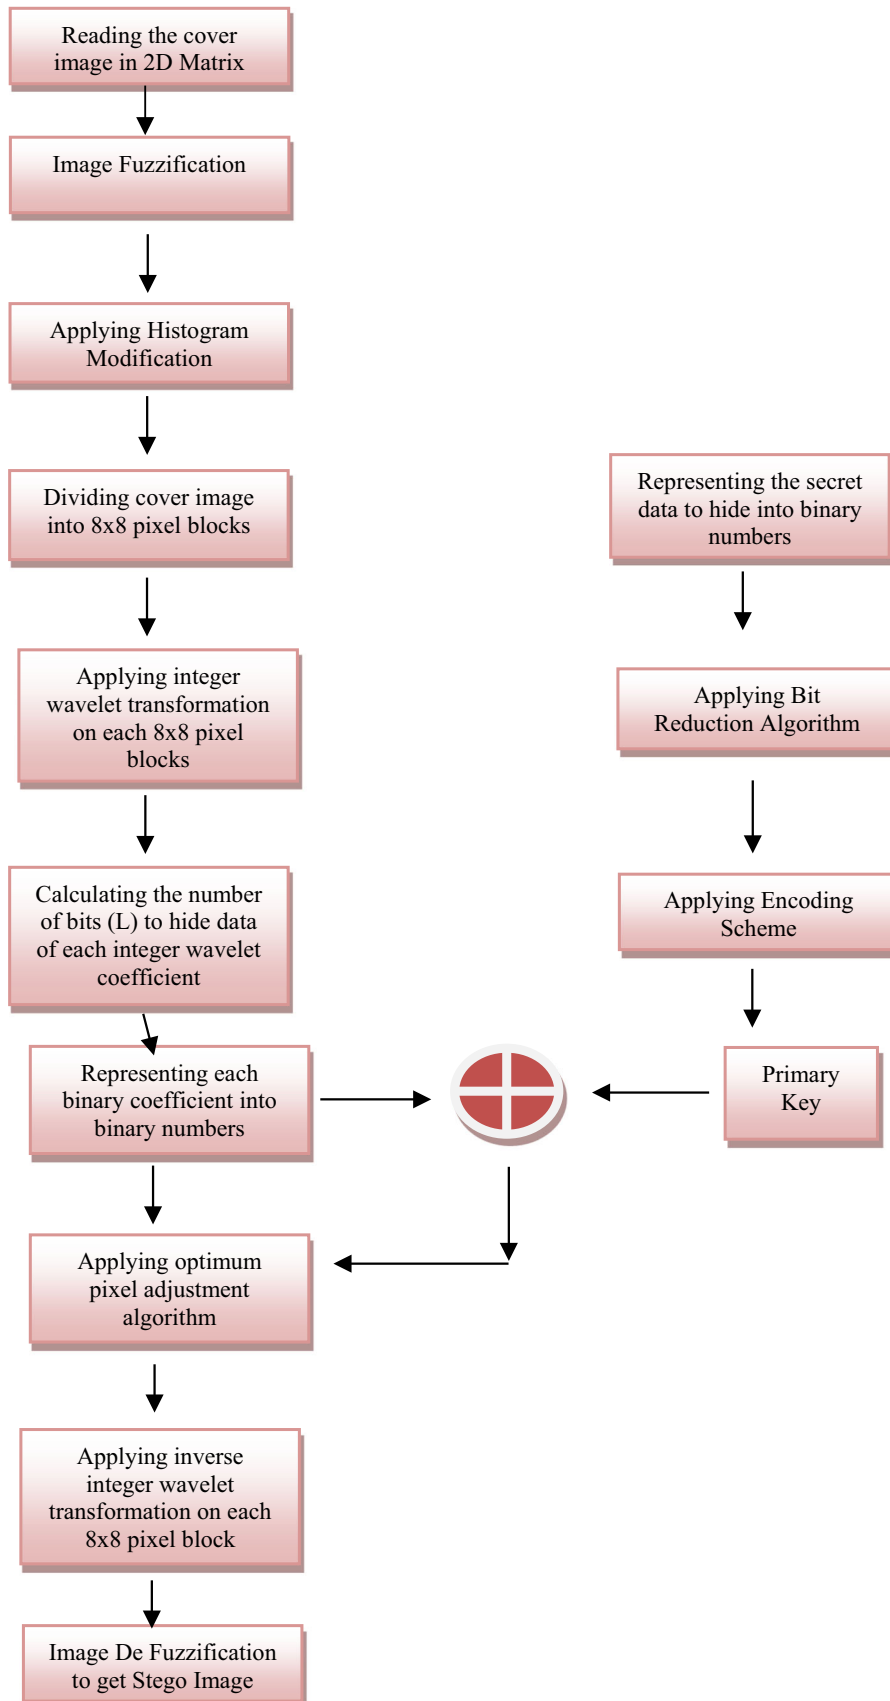 Reading the cover
image in 2D Matrix
Image Fuzzification
Applying Histogram
Modification
Dividing cover image
into 8x8 pixel blocks
Applying integer
wavelet transformation
on each 8x8 pixel
blocks
Calculating the number
of bits (L) to hide data
of each integer wavelet
coefficient
Representing each
binary coefficient into
binary numbers
Applying optimum
pixel adjustment
algorithm
Applying inverse
integer wavelet
transformation on each
8x8 pixel block
Image De Fuzzification
to get Stego Image
Representing the secret
data to hide into binary
numbers
Applying Bit
Reduction Algorithm
Applying Encoding
Scheme
Primary
Key